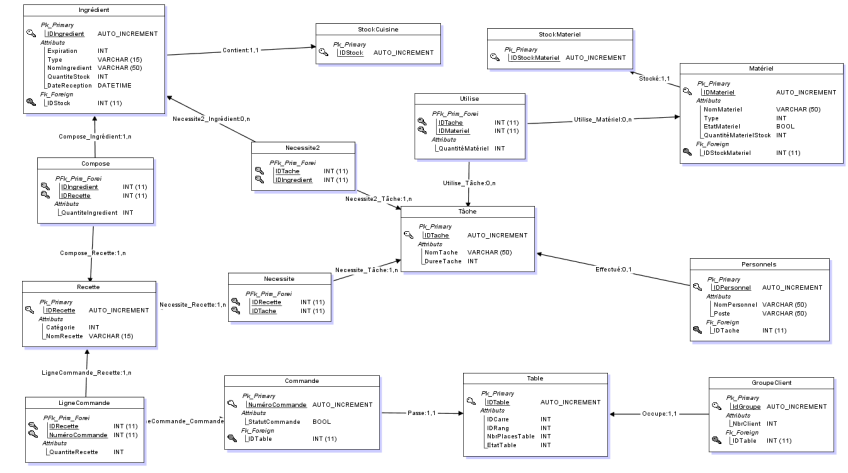 Ingrédient
Pk_Primary
IDIngredient AUTO_INCREMENT
Attributs
Expiration INT
Type VARCHAR (15)
NomIngredient VARCHAR (50)
QuantiteStock INT
DateReception DATETIME
Fk_Foreign
IDStock INT (11)
Contient:1,1
StockCuisine
Pk_Primary
IDStock AUTO_INCREMENT
StockMateriel
Pk_Primary
IDStockMateriel AUTO_INCREMENT
Stocké:1,1
Matériel
Pk_Primary
IDMateriel AUTO_INCREMENT
Attributs
NomMateriel VARCHAR (50)
Type INT
EtatMateriel BOOL
QuantitéMaterielStock INT
Fk_Foreign
IDStockMateriel INT (11)
Utilise
PFk_Prim_Forei
IDTache INT (11)
IDMateriel INT (11)
Attributs
QuantitéMatériel INT
Utilise_Matériel:0,n
Utilise_Tâche:0,n
Necessite2_Ingrédient:0,n
Compose_Ingrédient:1,n
Necessite2
PFk_Prim_Forei
IDTache INT (11)
IDIngredient INT (11)
Necessite2_Tâche:1,n
Compose
PFk_Prim_Forei
IDIngredient INT (11)
IDRecette INT (11)
Attributs
QuantiteIngredient INT
Compose_Recette:1,n
Tâche
Pk_Primary
IDTache AUTO_INCREMENT
Attributs
NomTache VARCHAR (50)
DureeTache INT
Effectué:0,1
Personnels
Pk_Primary
IDPersonnel AUTO_INCREMENT
Attributs
NomPersonnel VARCHAR (50)
Poste VARCHAR (50)
Fk_Foreign
IDTache INT (11)
Necessite_Tâche:1,n
Necessite
PFk_Prim_Forei
IDRecette INT (11)
IDTache INT (11)
Necessite_Recette:1,n
Recette
Pk_Primary
IDRecette AUTO_INCREMENT
Attributs
Catégorie INT
NomRecette VARCHAR (15)
LigneCommande_Recette:1,n
LigneCommande
PFk_Prim_Forei
IDRecette INT (11)
NuméroCommande INT (11)
Attributs
QuantiteRecette INT
neCommande_Commande
Commande
Pk_Primary
NuméroCommande AUTO_INCREMENT
Attributs
StatutCommande BOOL
Fk_Foreign
IDTable INT (11)
Passe:1,1
Table
Pk_Primary
IDTable AUTO_INCREMENT
Attributs
IDCarre INT
IDRang INT
NbrPlacesTable INT
EtatTable INT
Occupe:1,1
GroupeClient
Pk_Primary
IdGroupe AUTO_INCREMENT
Attributs
NbrClient INT
Fk_Foreign
IDTable INT (11)